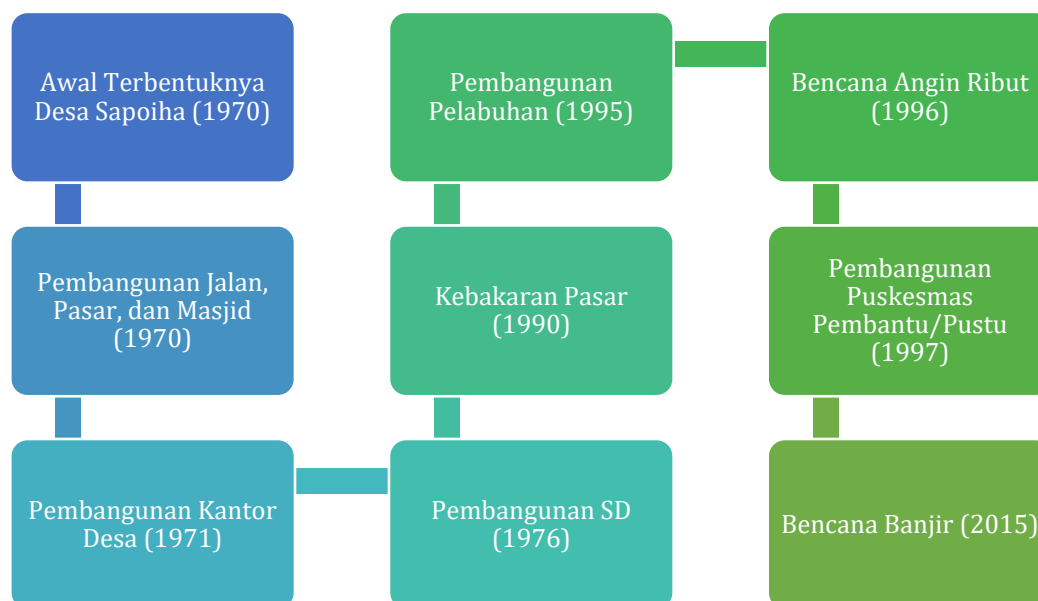 Awal Terbentuknya
Desa Sapoiha (1970)
Pembangunan Jalan,
Pasar, dan Masjid
(1970)
Pembangunan Kantor
Desa (1971)
Pembangunan SD
(1976)
Kebakaran Pasar
(1990)
Pembangunan
Pelabuhan (1995)
Bencana Angin Ribut
(1996)
Pembangunan
Puskesmas
Pembantu/Pustu
(1997)
Bencana Banjir (2015)